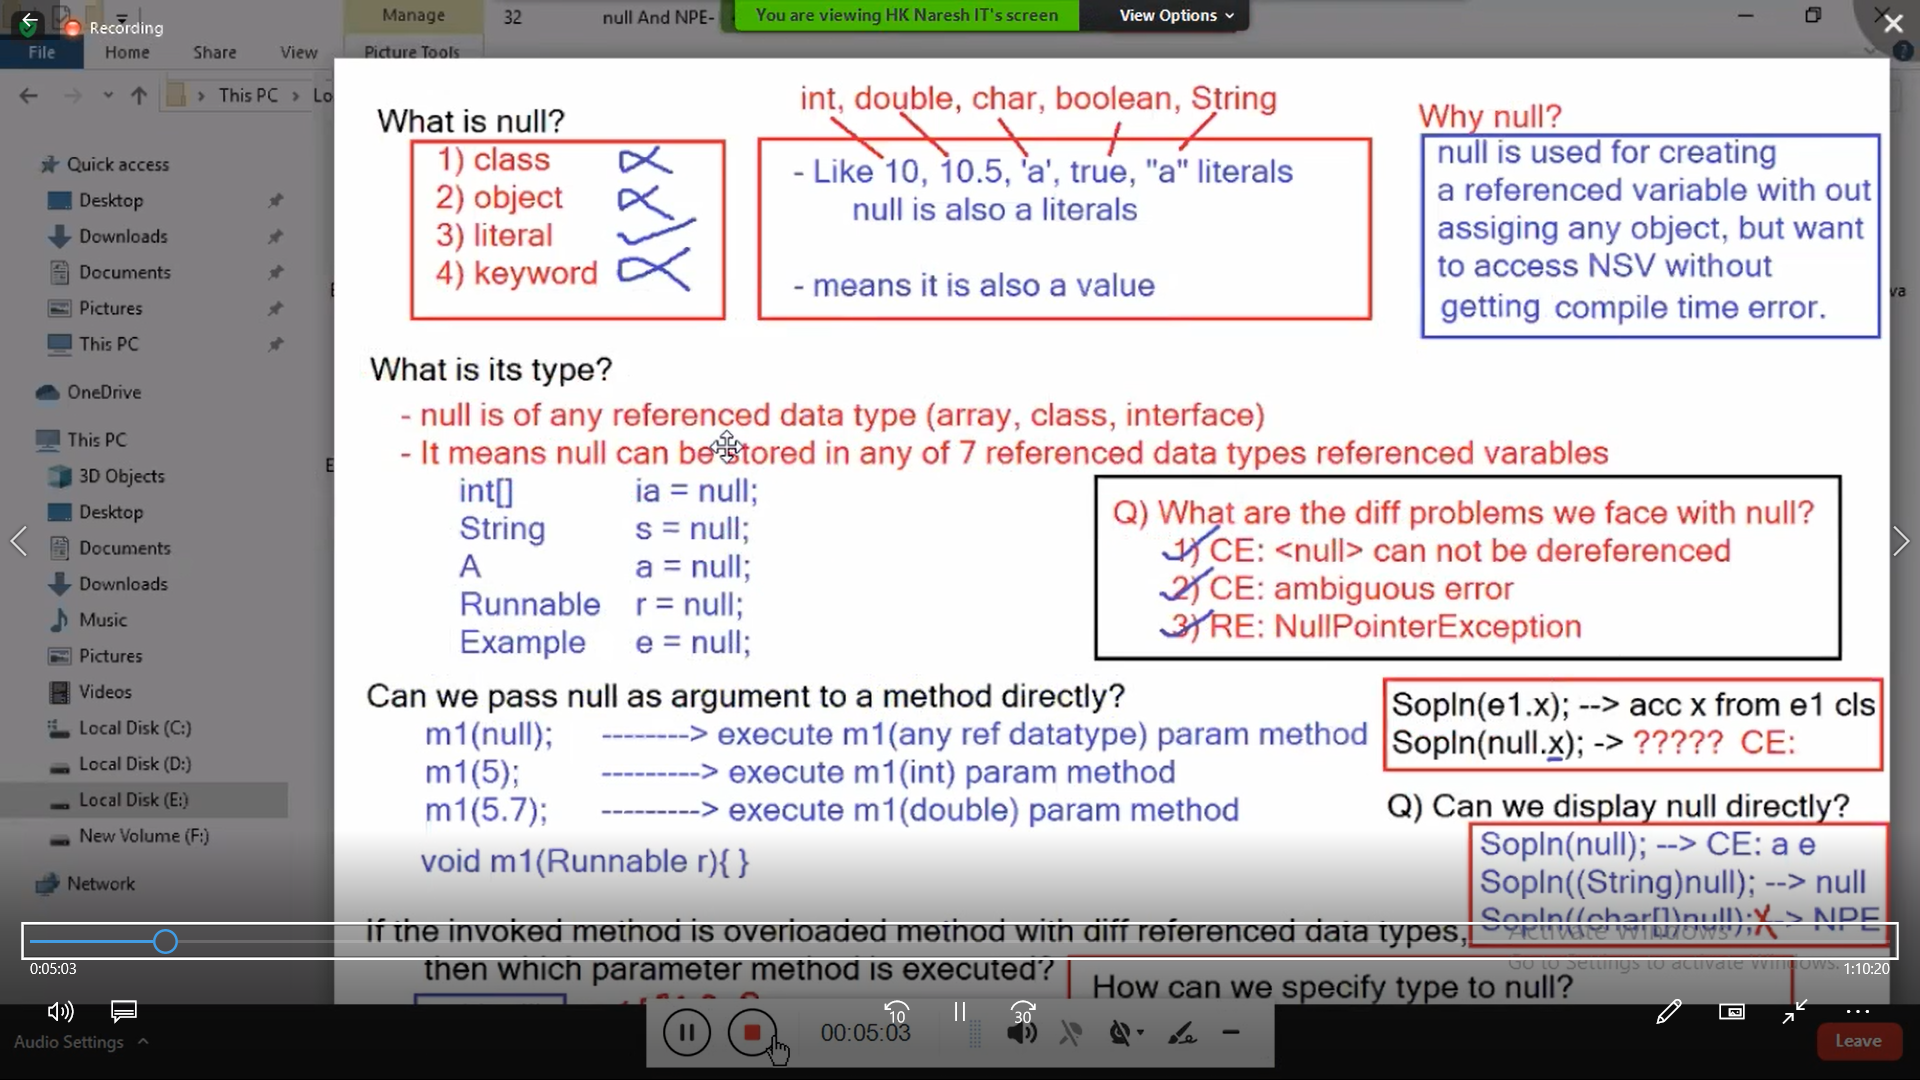 Recording
Manage
32
null And NPE-
You are viewing HK Naresh IT's screen
View Options
File
Home
Share
View
Picture Tools
This PC
Lo
Quick access
Desktop
Downloads
Documents
Pictures
This PC
OneDrive
This PC
3D Objects
Desktop
Documents
Downloads
Music
Pictures
Videos
Local Disk (C:)
Local Disk (D:)
Local Disk (E:)
New Volume (F:)
Network
What is null?
1) class
2) object
3) literal
4) keyword
int, double, char, boolean, String
- Like 10, 10.5, 'a', true, "a" literals
null is also a literals
- means it is also a value
Why null?
null is used for creating
a referenced variable with out
assiging any object, but want
to access NSV without
getting compile time error.
va
What is its type?
- null is of any referenced data type (array, class, interface)
- It means null can be stored in any of 7 referenced data types referenced varables
int[] ia = null;
String s = null;
A a = null;
Runnable r = null;
Example e = null;
Q) What are the diff problems we face with null?
1) CE: <null> can not be dereferenced
2) CE: ambiguous error
3) RE: NullPointerException
Can we pass null as argument to a method directly?
m1(null); --------> execute m1(any ref datatype) param method
m1(5); ---------> execute m1(int) param method
m1(5.7); ---------> execute m1(double) param method
void m1(Runnable r){ }
Sopln(e1.x); --> acc x from e1 cls
Sopln(null.x); -> ????? CE:
Q) Can we display null directly?
Sopln(null); --> CE: a e
Sopln((String)null); --> null
Sopln((char[])null); X-> NPE
If the invoked method is overloaded method with diff referenced data types,
then which parameter method is executed?
How can we specify type to null?
Activate Windows
Go to Settings to activate Windows.
0:05:03
1:10:20
10
30
00:05:03
Audio Settings
Leave